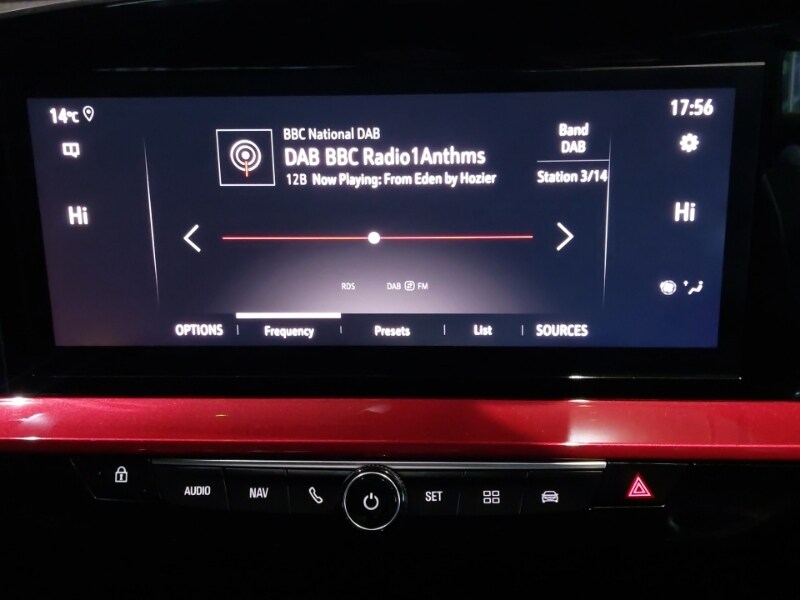 14°C
17:56
BBC National DAB
DAB BBC Radio1Anthms
12B Now Playing: From Eden by Hozier
Band
DAB
Station 3/14
Hi
Hi
RDS DAB FM
OPTIONS Frequency Presets List SOURCES
AUDIO NAV SET